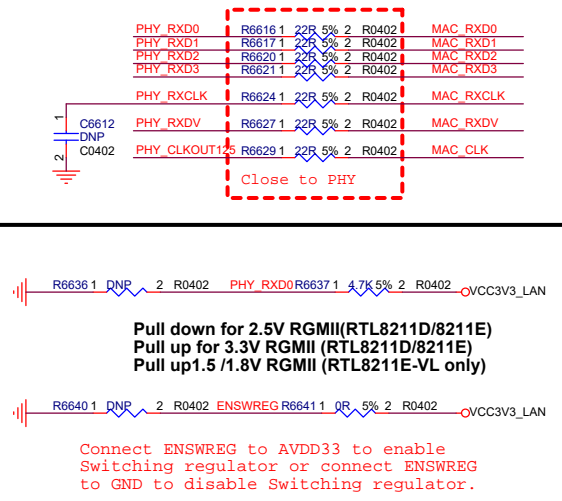 PHY_RXD0 R6616 1 22R 5% 2 R0402 MAC_RXD0
PHY_RXD1 R6617 1 22R 5% 2 R0402 MAC_RXD1
PHY_RXD2 R6620 1 22R 5% 2 R0402 MAC_RXD2
PHY_RXD3 R6621 1 22R 5% 2 R0402 MAC_RXD3
PHY_RXCLK R6624 1 22R 5% 2 R0402 MAC_RXCLK
1
C6612
DNP
C0402
2
PHY_RXDV R6627 1 22R 5% 2 R0402 MAC_RXDV
PHY_CLKOUT125 R6629 1 22R 5% 2 R0402 MAC_CLK
Close to PHY
R6636 1 DNP 2 R0402 PHY_RXD0 R6637 1 4.7K 5% 2 R0402 VCC3V3_LAN
Pull down for 2.5V RGMII(RTL8211D/8211E)
Pull up for 3.3V RGMII (RTL8211D/8211E)
Pull up1.5 /1.8V RGMII (RTL8211E-VL only)
R6640 1 DNP 2 R0402 ENSWREG R6641 1 0R 5% 2 R0402 VCC3V3_LAN
Connect ENSWREG to AVDD33 to enable
Switching regulator or connect ENSWREG
to GND to disable Switching regulator.